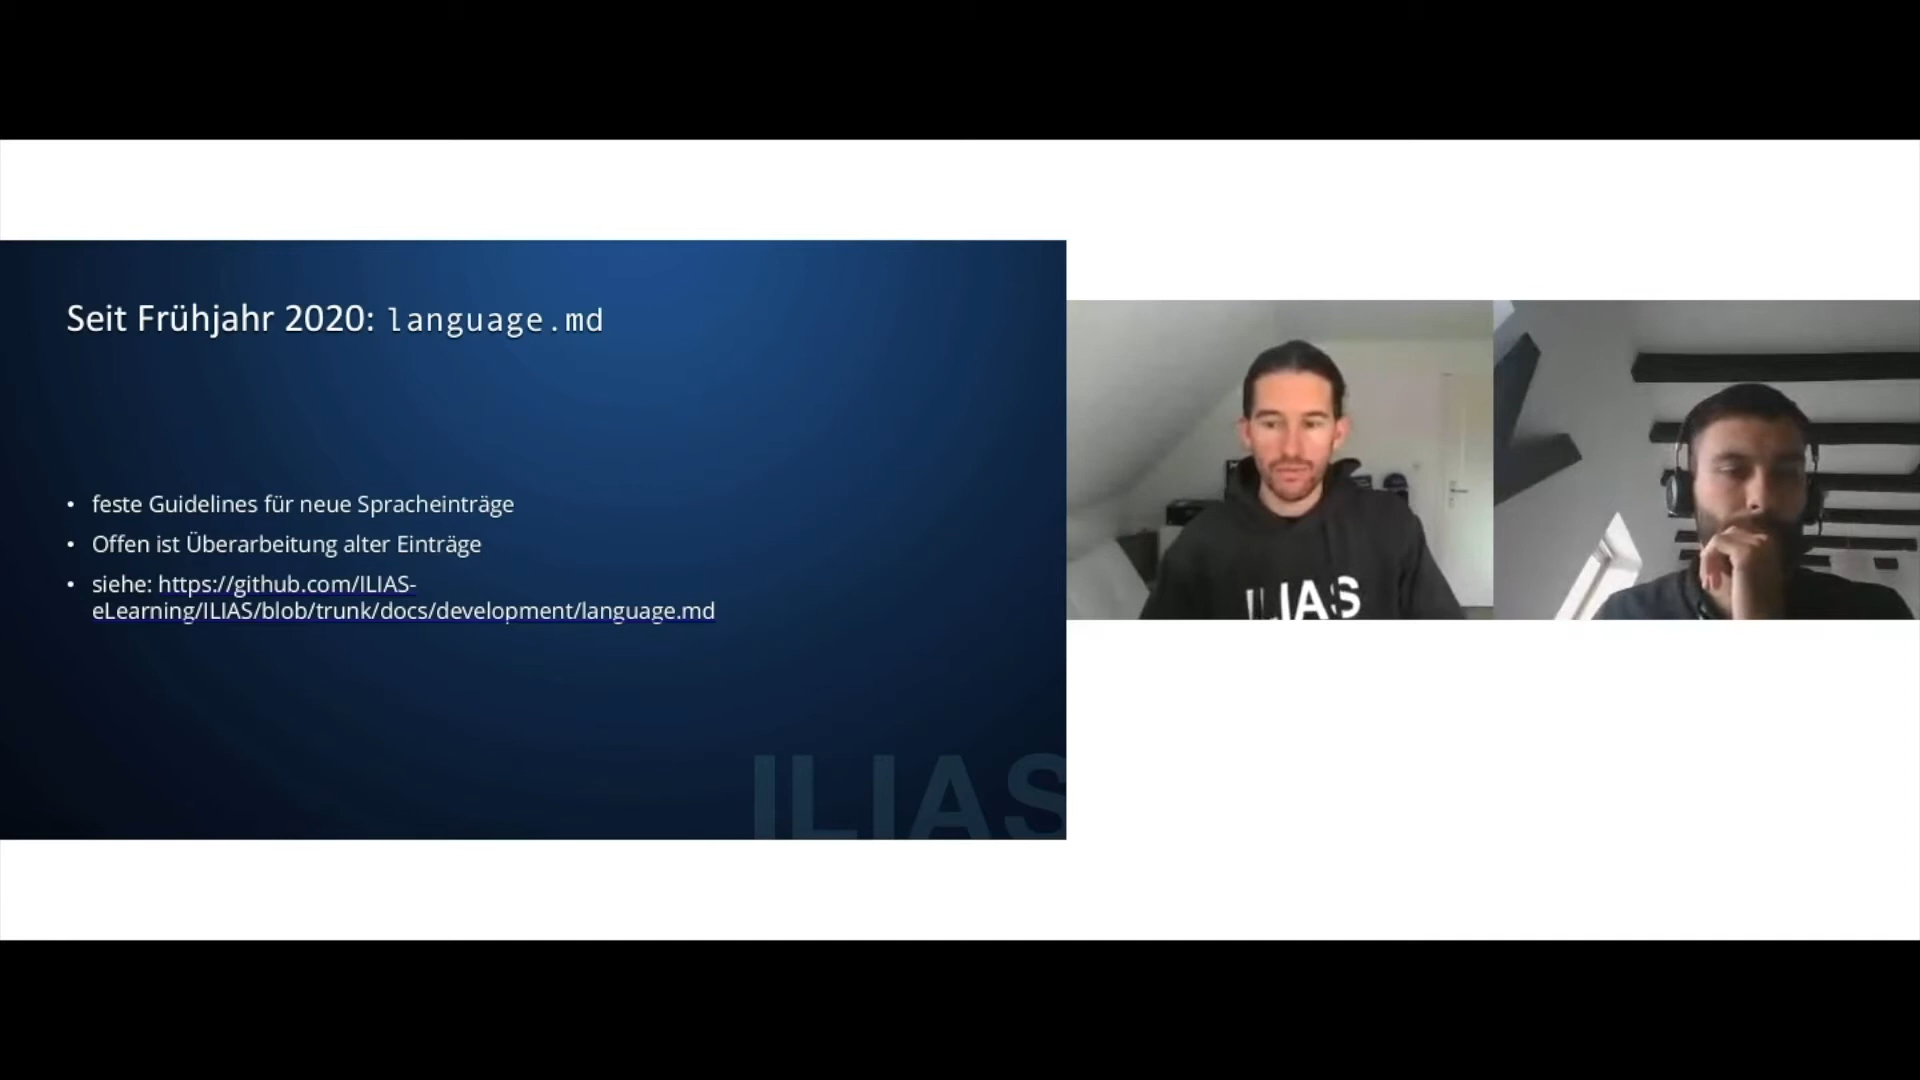 Seit Frühjahr 2020: language.md
• feste Guidelines für neue Spracheinträge
• Offen ist Überarbeitung alter Einträge
• siehe: https://github.com/ILIAS-
eLearning/ILIAS/blob/trunk/docs/development/language.md
ILIAS
ILIAS